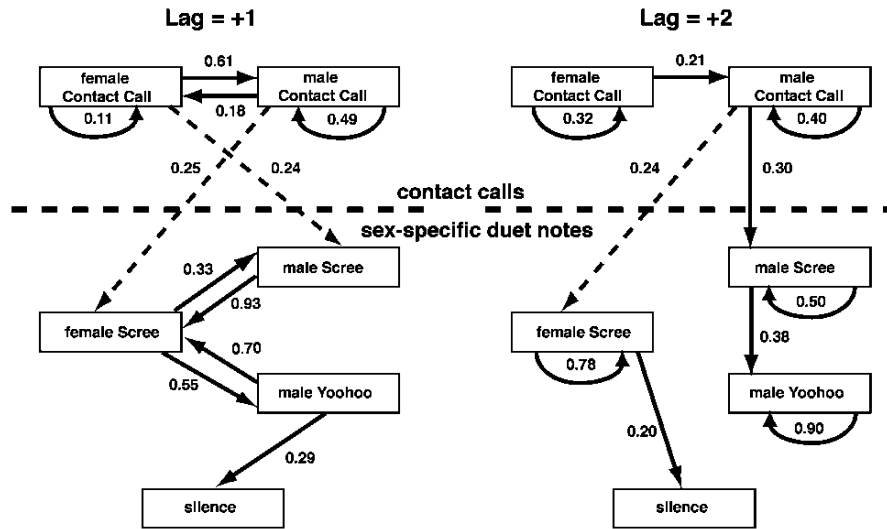 Lag = +1
Lag = +2
female
Contact Call
0.61
male
Contact Call
0.18
0.11
0.49
0.25
0.24
female
Contact Call
0.21
male
Contact Call
0.32
0.40
0.24
0.30
contact calls
sex-specific duet notes
male Scree
0.33
0.93
female Scree
0.70
0.55
male Yoohoo
0.29
silence
male Scree
0.50
female Scree
0.38
0.78
male Yoohoo
0.90
0.20
silence